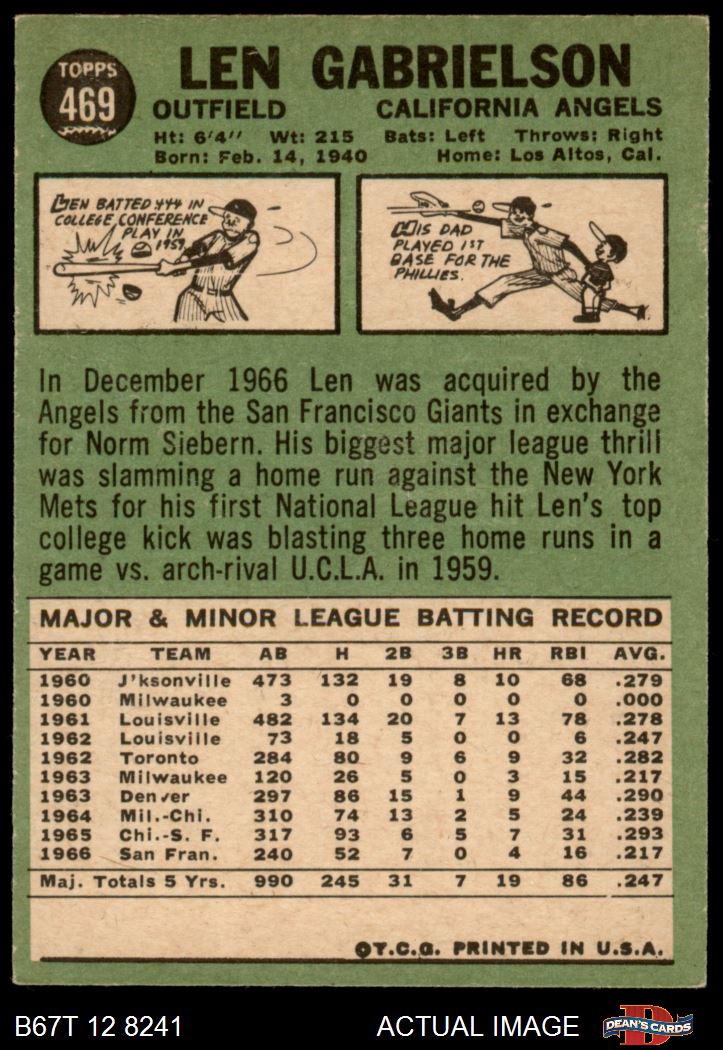 TOPPS
469
LEN GABRIELSON
OUTFIELD CALIFORNIA ANGELS
Ht: 6'4" Wt: 215 Bats: Left Throws: Right
Born: Feb. 14, 1940 Home: Los Altos, Cal.
LEN BATTED .444 IN
COLLEGE CONFERENCE
PLAY IN
1959.
HIS DAD
PLAYED 1ST
BASE FOR THE
PHILLIES.
In December 1966 Len was acquired by the
Angels from the San Francisco Giants in exchange
for Norm Siebern. His biggest major league thrill
was slamming a home run against the New York
Mets for his first National League hit Len's top
college kick was blasting three home runs in a
game vs. arch-rival U.C.L.A. in 1959.
MAJOR & MINOR LEAGUE BATTING RECORD
YEAR TEAM AB H 2B 3B HR RBI AVG.
1960 J'ksonville 473 132 19 8 10 68 .279
1960 Milwaukee 3 0 0 0 0 0 .000
1961 Louisville 482 134 20 7 13 78 .278
1962 Louisville 73 18 5 0 0 6 .247
1962 Toronto 284 80 9 6 9 32 .282
1963 Milwaukee 120 26 5 0 3 15 .217
1963 Denver 297 86 15 1 9 44 .290
1964 Mil.-Chi. 310 74 13 2 5 24 .239
1965 Chi.-S. F. 317 93 6 5 7 31 .293
1966 San Fran. 240 52 7 0 4 16 .217
Maj. Totals 5 Yrs. 990 245 31 7 19 86 .247
©T.C.G. PRINTED IN U.S.A.
B67T 12 8241 ACTUAL IMAGE
DEAN'S CARDS